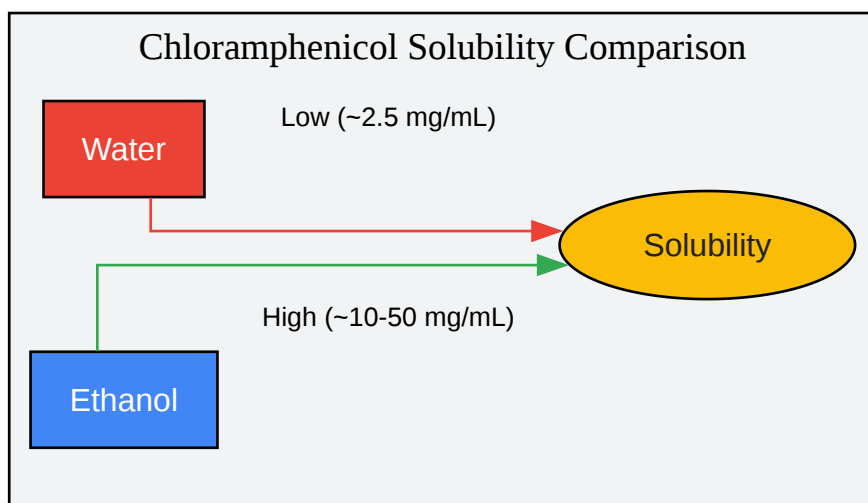 Chloramphenicol Solubility Comparison
Low (~2.5 mg/mL)
Water
Solubility
High (~10-50 mg/mL)
Ethanol